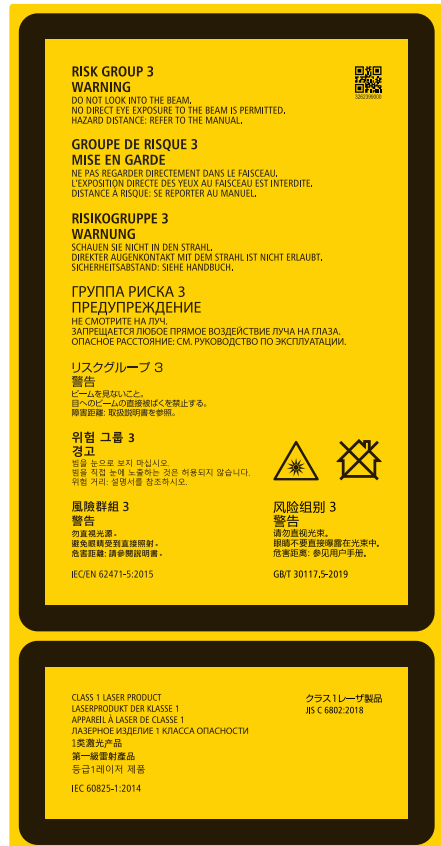 RISK GROUP 3
WARNING
DO NOT LOOK INTO THE BEAM.
NO DIRECT EYE EXPOSURE TO THE BEAM IS PERMITTED.
HAZARD DISTANCE: REFER TO THE MANUAL.
3262399000
GROUPE DE RISQUE 3
MISE EN GARDE
NE PAS REGARDER DIRECTEMENT DANS LE FAISCEAU.
L'EXPOSITION DIRECTE DES YEUX AU FAISCEAU EST INTERDITE.
DISTANCE À RISQUE: SE REPORTER AU MANUEL.
RISIKOGRUPPE 3
WARNUNG
SCHAUEN SIE NICHT IN DEN STRAHL.
DIREKTER AUGENKONTAKT MIT DEM STRAHL IST NICHT ERLAUBT.
SICHERHEITSABSTAND: SIEHE HANDBUCH.
ГРУППА РИСКА 3
ПРЕДУПРЕЖДЕНИЕ
НЕ СМОТРИТЕ НА ЛУЧ.
ЗАПРЕЩАЕТСЯ ЛЮБОЕ ПРЯМОЕ ВОЗДЕЙСТВИЕ ЛУЧА НА ГЛАЗА.
ОПАСНОЕ РАССТОЯНИЕ: СМ. РУКОВОДСТВО ПО ЭКСПЛУАТАЦИИ.
リスクグループ 3
警告
ビームを見ないこと。
目へのビームの直接被ばくを禁止する。
障害距離: 取扱説明書を参照。
위험 그룹 3
경고
빔을 눈으로 보지 마십시오.
빔을 직접 눈에 노출하는 것은 허용되지 않습니다.
위험 거리: 설명서를 참조하시오.
風險群組 3
警告
勿直視光源。
避免眼睛受到直接照射。
危害距離: 請參閱說明書。
IEC/EN 62471-5:2015
风险组别 3
警告
请勿直视光束。
眼睛不要直接曝露在光束中。
危害距离: 参见用户手册.
GB/T 30117.5-2019
CLASS 1 LASER PRODUCT
LASERPRODUKT DER KLASSE 1
APPAREIL À LASER DE CLASSE 1
ЛАЗЕРНОЕ ИЗДЕЛИЕ 1 КЛАССА ОПАСНОСТИ
1类激光产品
第一級雷射產品
등급1레이저 제품
IEC 60825-1:2014
クラス1レーザ製品
JIS C 6802:2018